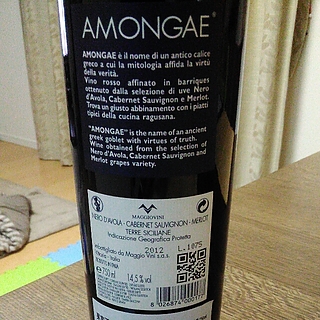 AMONGAE®
AMONGAE è il nome di un antico calice
greco a cui la mitologia affida la virtù
della verità.
Vino rosso affinato in barriques
ottenuto dalla selezione di uve Nero
d'Avola, Cabernet Sauvignon e Merlot.
Trova un giusto abbinamento con i piatti
tipici della cucina ragusana.
"AMONGAE" is the name of an ancient
greek goblet with virtues of truth.
Wine obtained from the selection of
Nero d'Avola, Cabernet Sauvignon and
Merlot grapes variety.
MAGGIOVINI
NERO D'AVOLA - CABERNET SAUVIGNON - MERLOT
TERRE SICILIANE
Indicazione Geografica Protetta
2012 L.1075
Imbottigliato da Maggio Vini s.a.s.
Vittoria - Italia
e 750 ml 14,5% vol
8 026874 000177